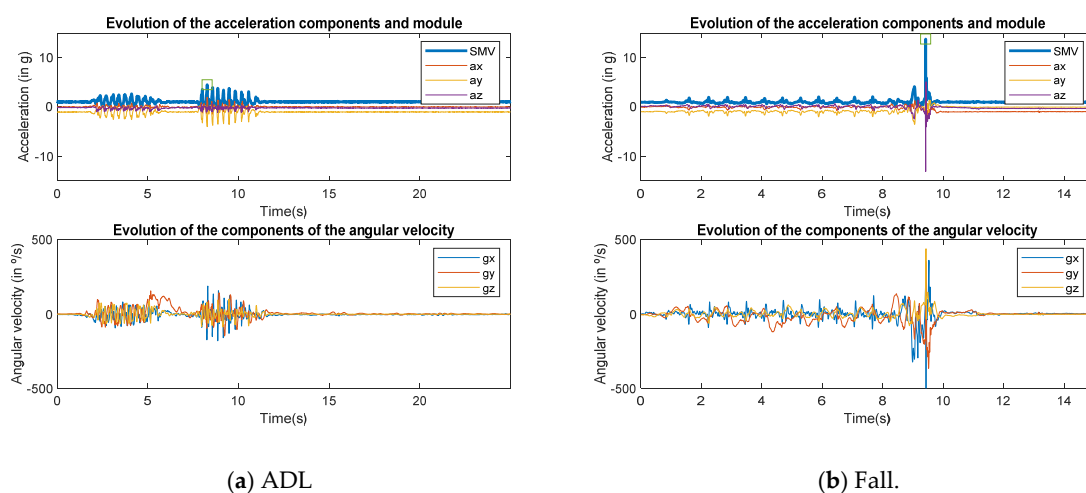 Evolution of the acceleration components and module
Acceleration (in g)
10
0
-10
SMV
ax
ay
az
0 5 10 15 20
Time(s)
Evolution of the components of the angular velocity
Angular velocity (in º/s)
500
0
-500
gx
gy
gz
0 5 10 15 20
Time(s)
(a) ADL
Evolution of the acceleration components and module
Acceleration (in g)
10
0
-10
SMV
ax
ay
az
0 2 4 6 8 10 12 14
Time(s)
Evolution of the components of the angular velocity
Angular velocity (in º/s)
500
0
-500
gx
gy
gz
0 2 4 6 8 10 12 14
Time(s)
(b) Fall.